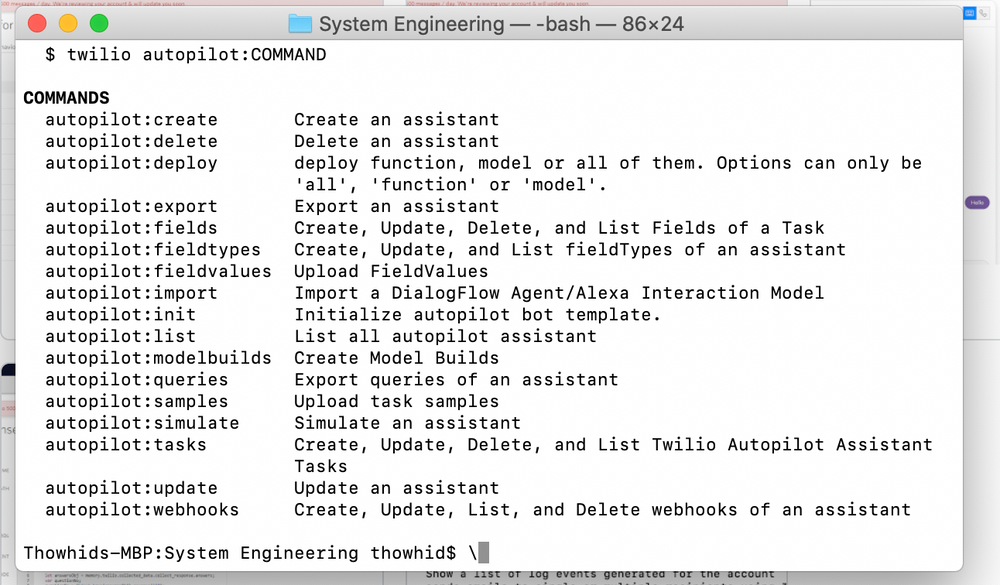 System Engineering — -bash — 86×24
$ twilio autopilot:COMMAND
COMMANDS
autopilot:create Create an assistant
autopilot:delete Delete an assistant
autopilot:deploy deploy function, model or all of them. Options can only be
'all', 'function' or 'model'.
autopilot:export Export an assistant
autopilot:fields Create, Update, Delete, and List Fields of a Task
autopilot:fieldtypes Create, Update, and List fieldTypes of an assistant
autopilot:fieldvalues Upload FieldValues
autopilot:import Import a DialogFlow Agent/Alexa Interaction Model
autopilot:init Initialize autopilot bot template.
autopilot:list List all autopilot assistant
autopilot:modelbuilds Create Model Builds
autopilot:queries Export queries of an assistant
autopilot:samples Upload task samples
autopilot:simulate Simulate an assistant
autopilot:tasks Create, Update, Delete, and List Twilio Autopilot Assistant
Tasks
autopilot:update Update an assistant
autopilot:webhooks Create, Update, List, and Delete webhooks of an assistant
Thowhids-MBP:System Engineering thowhid$ \
Hello
Show a list of log events generated for the account